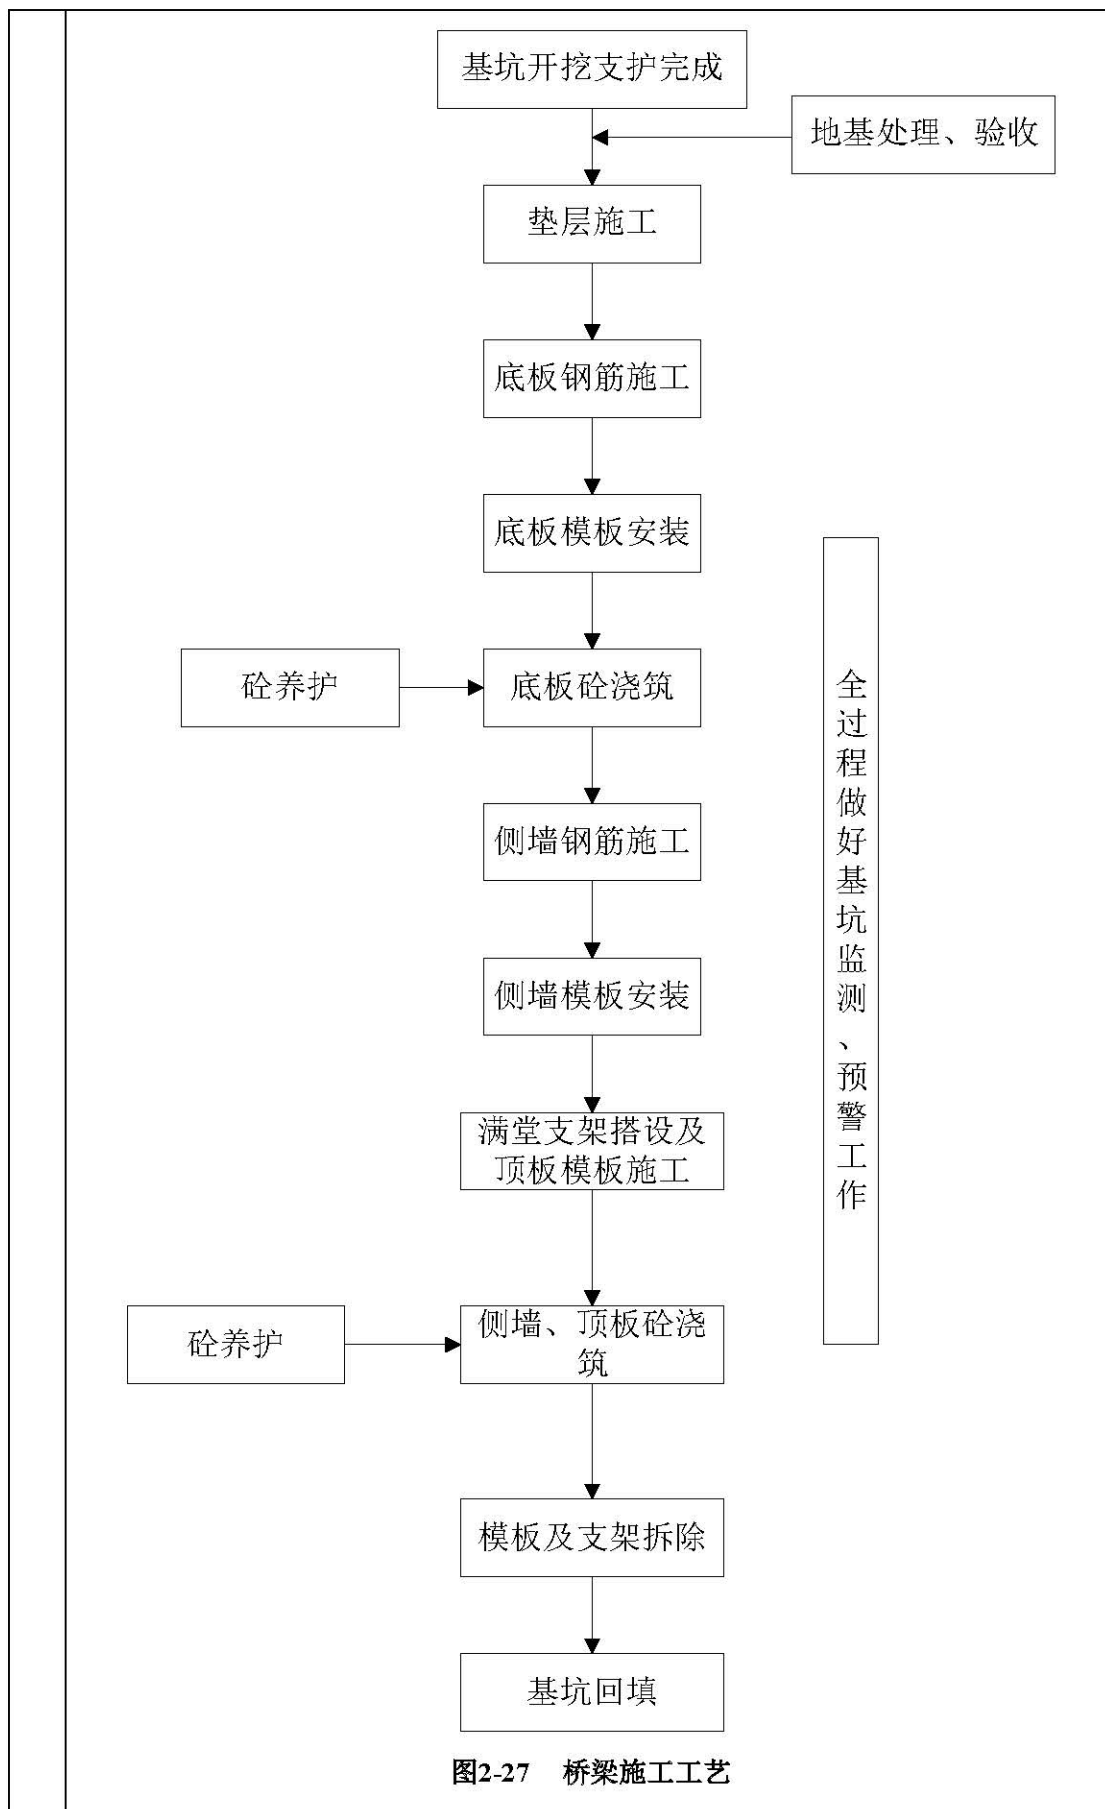 基坑开挖支护完成
地基处理、验收
垫层施工
底板钢筋施工
底板模板安装
砼养护
底板砼浇筑
侧墙钢筋施工
侧墙模板安装
满堂支架搭设及
顶板模板施工
砼养护
侧墙、顶板砼浇
筑
模板及支架拆除
基坑回填
全过程做好基坑监测、预警工作
图2-27 桥梁施工工艺